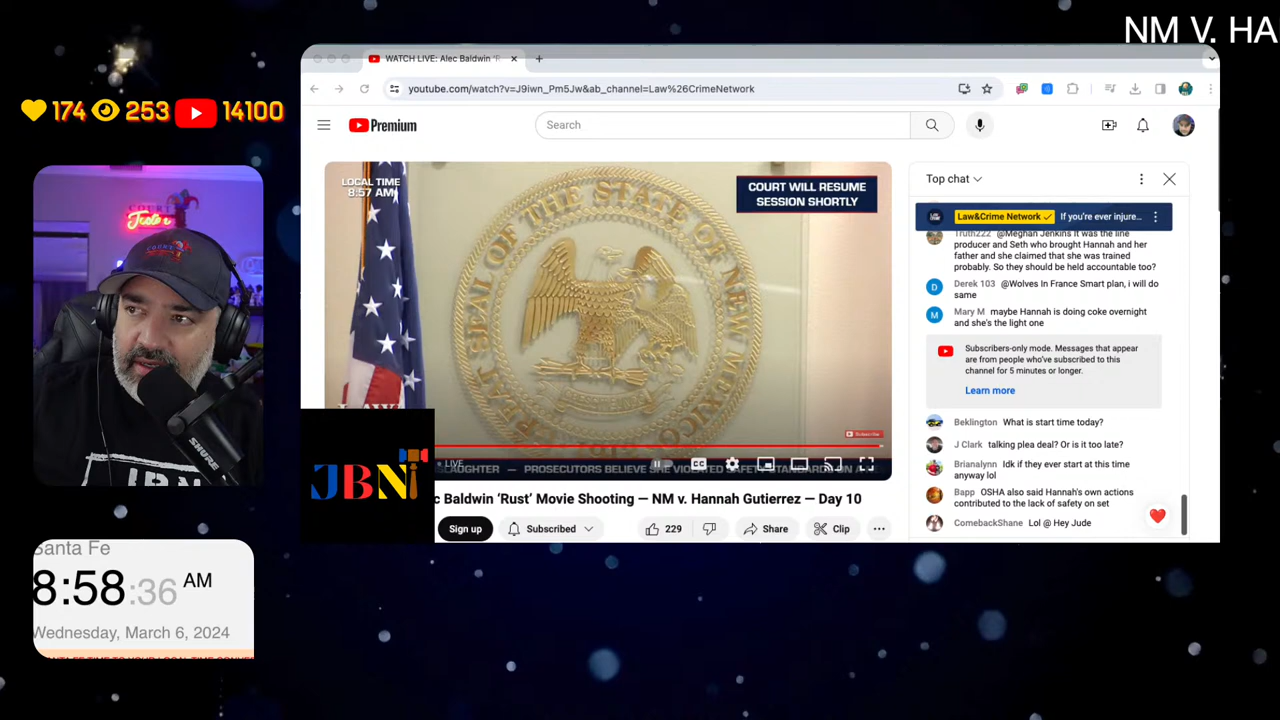 NM V. HA
174 253 14100
WATCH LIVE: Alec Baldwin 'R
youtube.com/watch?v=J9iwn_Pm5Jw&ab_channel=Law%26CrimeNetwork
Premium
Search
LOCAL TIME
8:57 AM
COURT WILL RESUME
SESSION SHORTLY
GREAT SEAL OF THE STATE OF NEW MEXICO
Subscribe
LIVE
SLAUGHTER — PROSECUTORS BELIEVE SHE VIOLATED SAFETY STANDARD
c Baldwin 'Rust' Movie Shooting — NM v. Hannah Gutierrez — Day 10
Sign up
Subscribed
229
Share
Clip
Top chat
Law&Crime Network If you're ever injure...
Truth222 @Meghan Jenkins It was the line
producer and Seth who brought Hannah and her
father and she claimed that she was trained
probably. So they should be held accountable too?
D Derek 103 @Wolves In France Smart plan, i will do
same
M Mary M maybe Hannah is doing coke overnight
and she's the light one
Subscribers-only mode. Messages that appear
are from people who've subscribed to this
channel for 5 minutes or longer.
Learn more
Beklington What is start time today?
J Clark talking plea deal? Or is it too late?
Brianalynn Idk if they ever start at this time
anyway lol
Bapp OSHA also said Hannah's own actions
contributed to the lack of safety on set
ComebackShane Lol @ Hey Jude
JBN
Santa Fe
8:58:36 AM
Wednesday, March 6, 2024